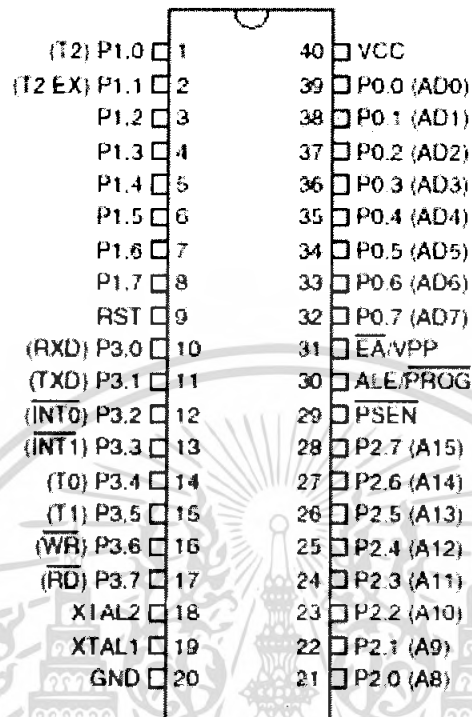 (T2) P1.0 1 40 VCC
(T2 EX) P1.1 2 39 P0.0 (AD0)
P1.2 3 38 P0.1 (AD1)
P1.3 4 37 P0.2 (AD2)
P1.4 5 36 P0.3 (AD3)
P1.5 6 35 P0.4 (AD4)
P1.6 7 34 P0.5 (AD5)
P1.7 8 33 P0.6 (AD6)
RST 9 32 P0.7 (AD7)
(RXD) P3.0 10 31 E̅A̅/VPP
(TXD) P3.1 11 30 ALE/P̅R̅O̅G̅
(I̅N̅T̅0̅) P3.2 12 29 P̅S̅E̅N̅
(I̅N̅T̅1̅) P3.3 13 28 P2.7 (A15)
(T0) P3.4 14 27 P2.6 (A14)
(T1) P3.5 15 26 P2.5 (A13)
(W̅R̅) P3.6 16 25 P2.4 (A12)
(R̅D̅) P3.7 17 24 P2.3 (A11)
XTAL2 18 23 P2.2 (A10)
XTAL1 19 22 P2.1 (A9)
GND 20 21 P2.0 (A8)